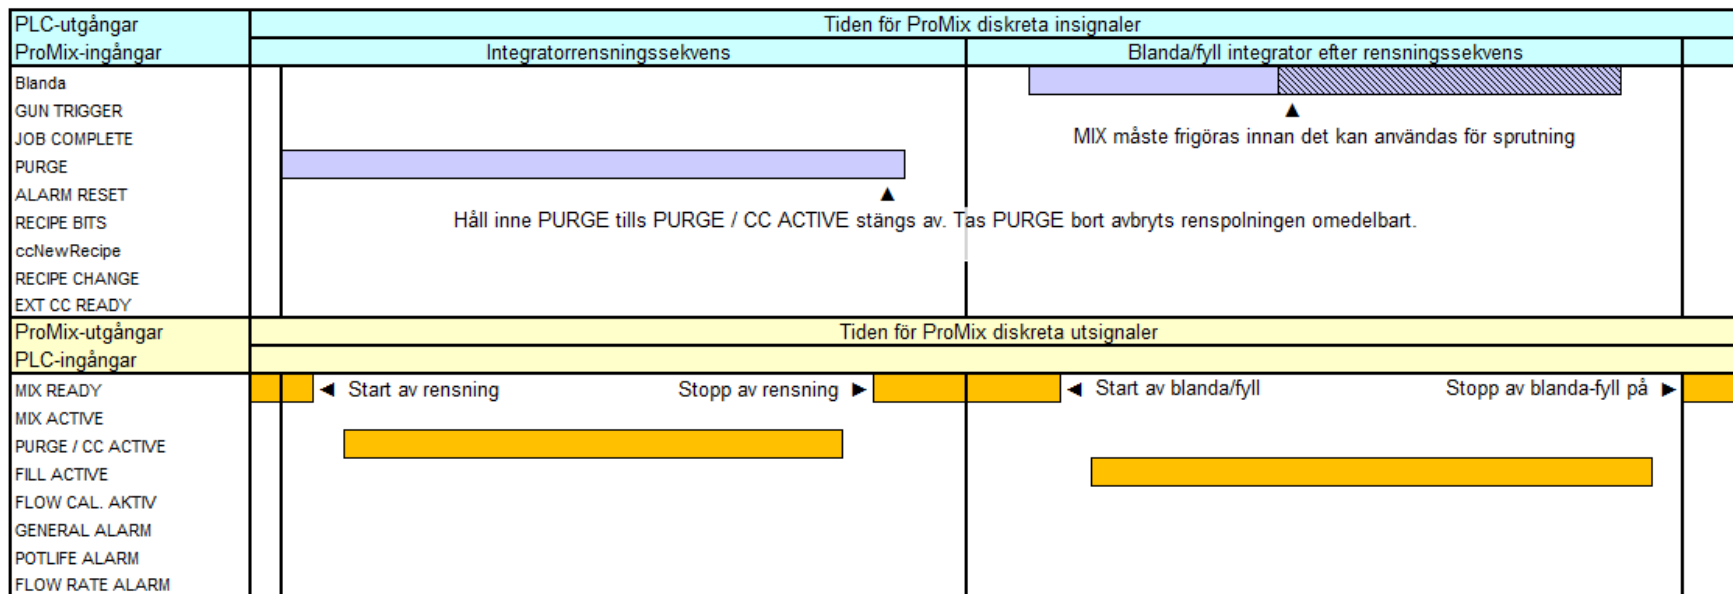 PLC-utgångar
Tiden för ProMix diskreta insignaler
ProMix-ingångar
Integratorrensningssekvens
Blanda/fyll integrator efter rensningssekvens
Blanda
GUN TRIGGER
JOB COMPLETE
MIX måste frigöras innan det kan användas för sprutning
PURGE
ALARM RESET
RECIPE BITS
Håll inne PURGE tills PURGE / CC ACTIVE stängs av. Tas PURGE bort avbryts renspolningen omedelbart.
ccNewRecipe
RECIPE CHANGE
EXT CC READY
ProMix-utgångar
Tiden för ProMix diskreta utsignaler
PLC-ingångar
MIX READY
◄ Start av rensning
Stopp av rensning ►
◄ Start av blanda/fyll
Stopp av blanda-fyll på ►
MIX ACTIVE
PURGE / CC ACTIVE
FILL ACTIVE
FLOW CAL. AKTIV
GENERAL ALARM
POTLIFE ALARM
FLOW RATE ALARM